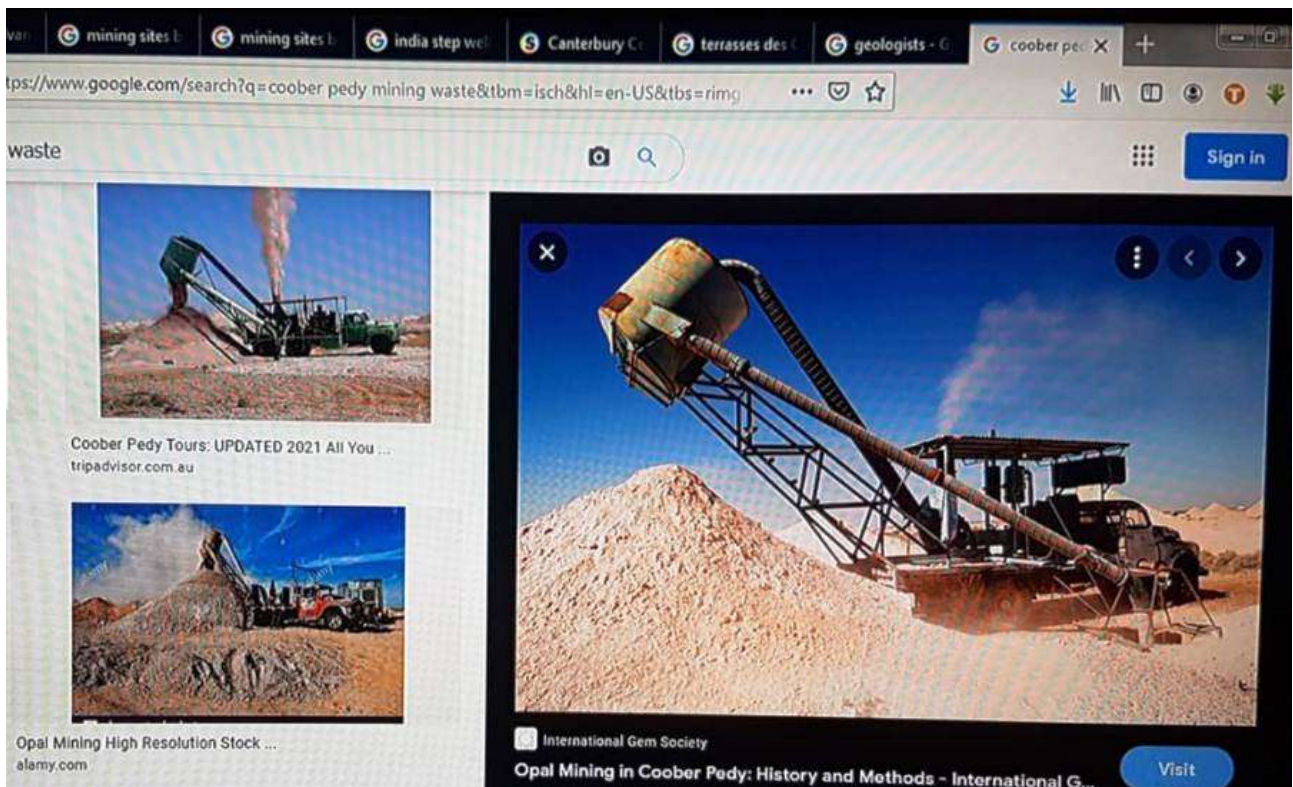 mining sites b
mining sites b
india step wel
Canterbury C
terrasses des
geologists - G
coober pe
tps://www.google.com/search?q=coober pedy mining waste&tbm=isch&hl=en-US&tbs=rimg
waste
Sign in
Coober Pedy Tours: UPDATED 2021 All You ...
tripadvisor.com.au
Opal Mining High Resolution Stock ...
alamy.com
International Gem Society
Opal Mining in Coober Pedy: History and Methods - International G...
Visit